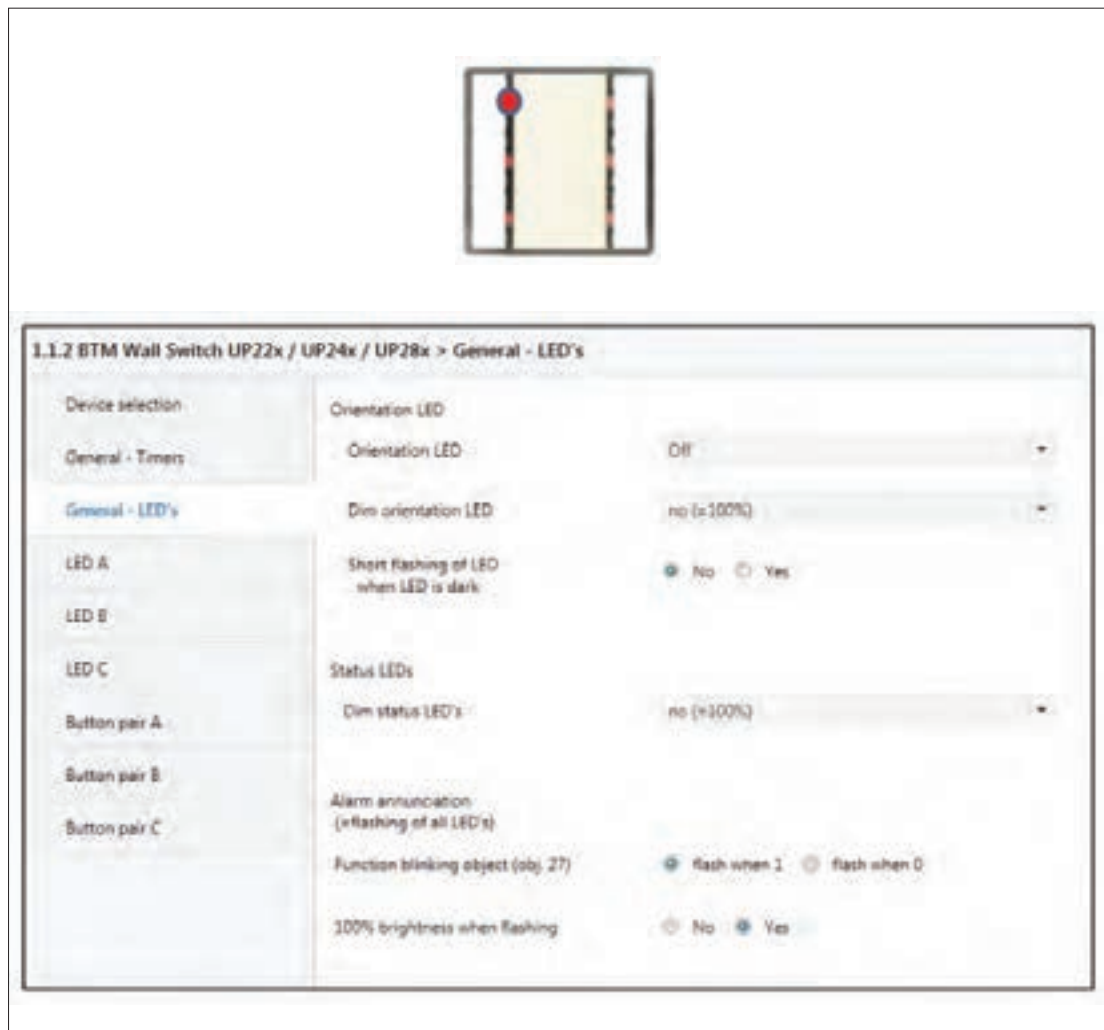 1.1.2 BTM Wall Switch UP22x / UP24x / UP28x > General - LED's
Device selection
General - Timers
General - LED's
LED A
LED B
LED C
Button pair A
Button pair B
Button pair C
Orientation LED
Orientation LED Off
Dim orientation LED no (=100%)
Short flashing of LED
when LED is dark No Yes
Status LEDs
Dim status LED's no (=100%)
Alarm annunciation
(=flashing of all LED's)
Function blinking object (obj. 27) flash when 1 flash when 0
100% brightness when flashing No Yes